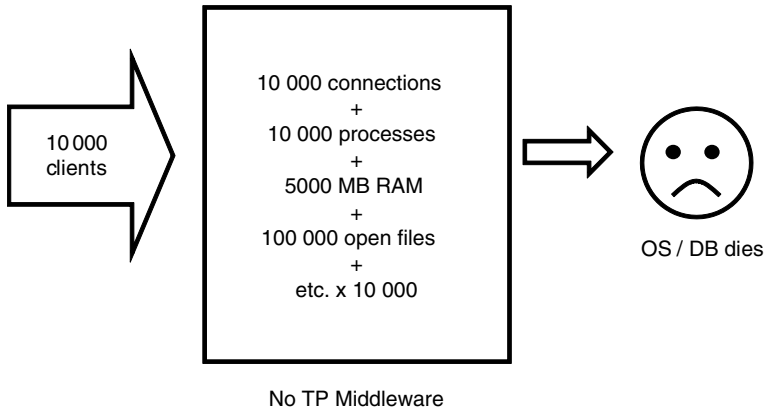 10 000
clients
10 000 connections
+
10 000 processes
+
5000 MB RAM
+
100 000 open files
+
etc. x 10 000
OS / DB dies
No TP Middleware